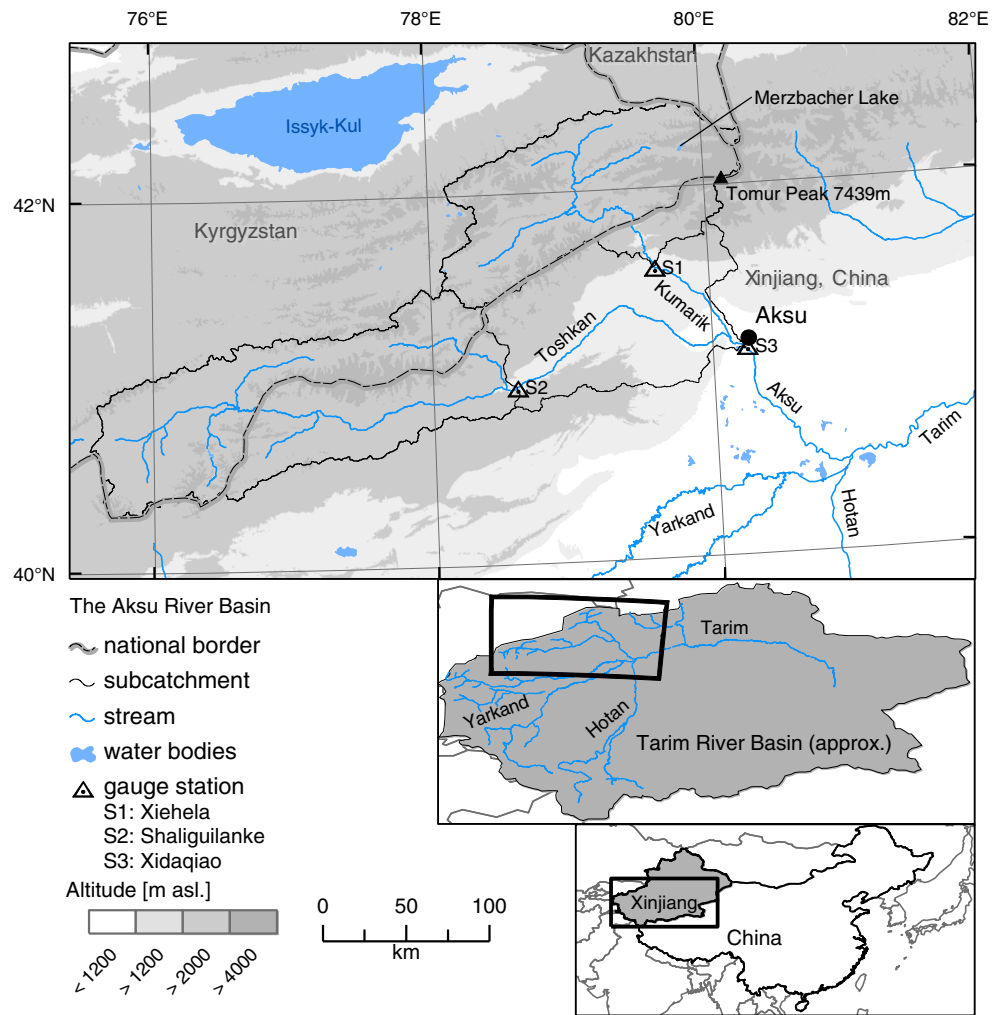 76°E
78°E
80°E
82°E
Kazakhstan
Merzbacher Lake
Issyk-Kul
42°N
Tomur Peak 7439m
Kyrgyzstan
S1
Xinjiang, China
Kumarik
Aksu
Toshkan
S3
S2
Aksu
Tarim
Yarkand
Hotan
40°N
The Aksu River Basin
national border
subcatchment
stream
water bodies
gauge station
S1: Xiehela
S2: Shaliguilanke
S3: Xidaqiao
Altitude [m asl.]
<1200
>1200
>2000
>4000
0
50
100
km
Tarim
Yarkand
Hotan
Tarim River Basin (approx.)
Xinjiang
China